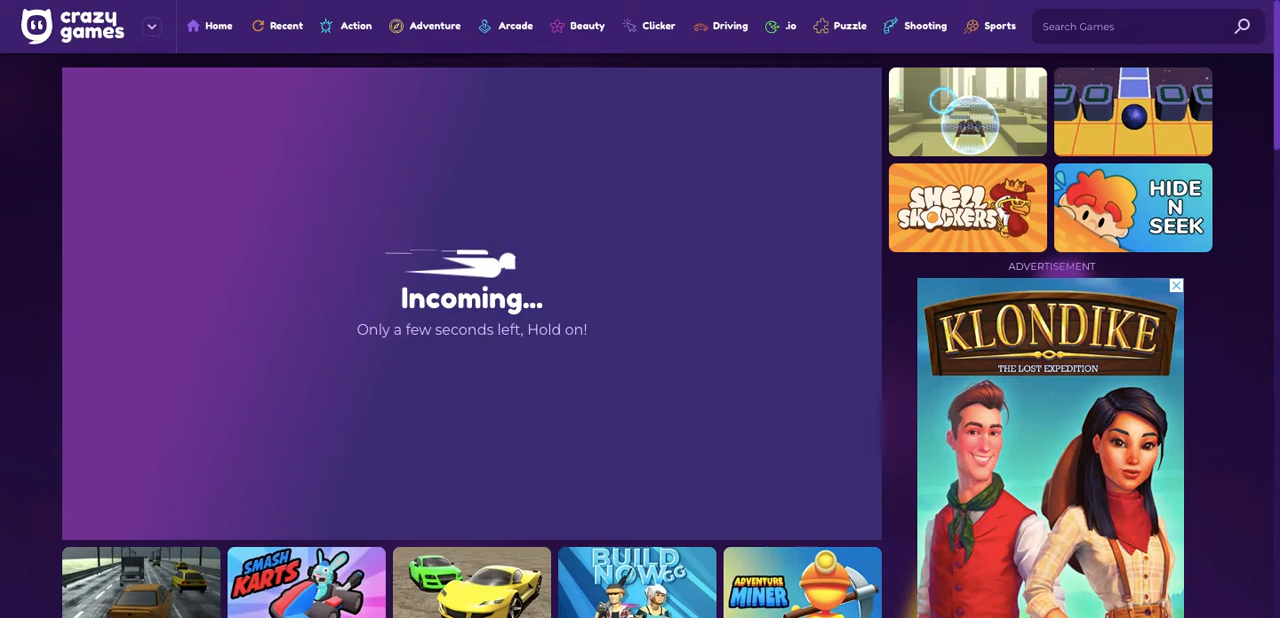 crazy
games
Home
Recent
Action
Adventure
Arcade
Beauty
Clicker
Driving
.io
Puzzle
Shooting
Sports
Search Games
Incoming...
Only a few seconds left, Hold on!
SHELL
SHOCKERS
HIDE
N
SEEK
ADVERTISEMENT
KLONDIKE
THE LOST EXPEDITION
SMASH
KARTS
BUILD
NOW GG
ADVENTURE
MINER